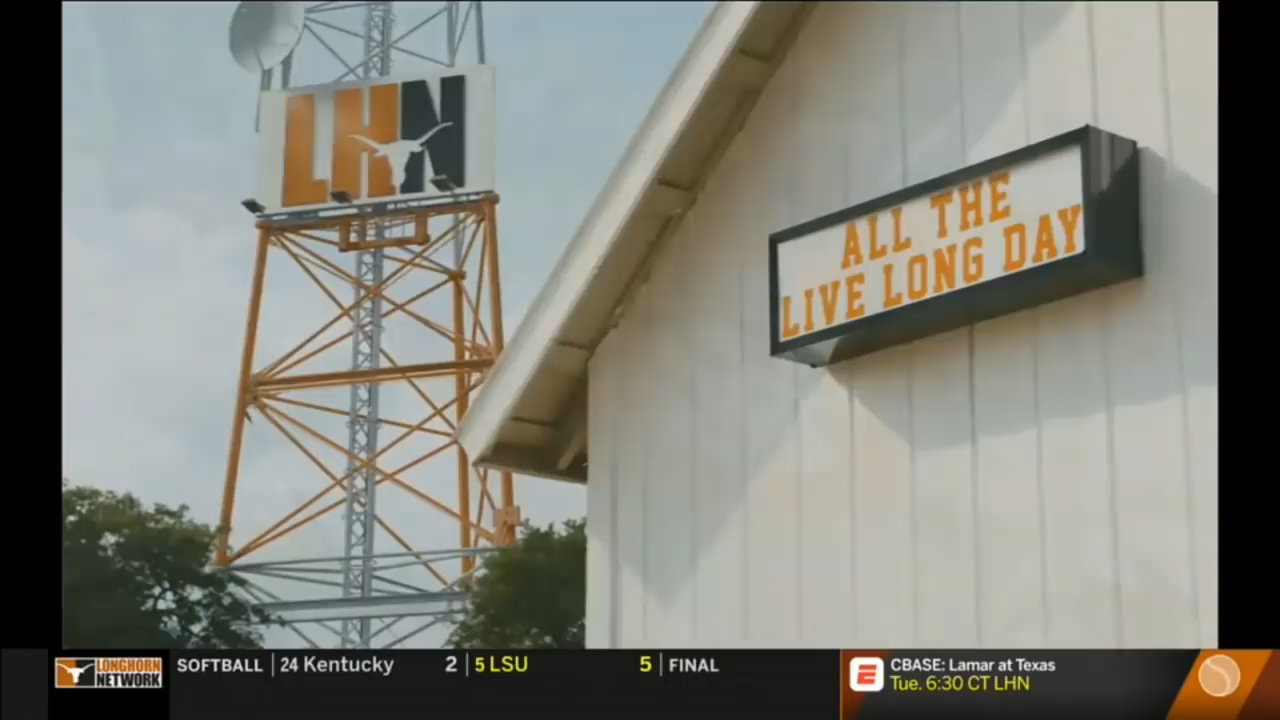 LHN
ALL THE
LIVE LONG DAY
LONGHORN
NETWORK
SOFTBALL 24 Kentucky 2 5 LSU 5 FINAL
CBASE: Lamar at Texas
Tue. 6:30 CT LHN